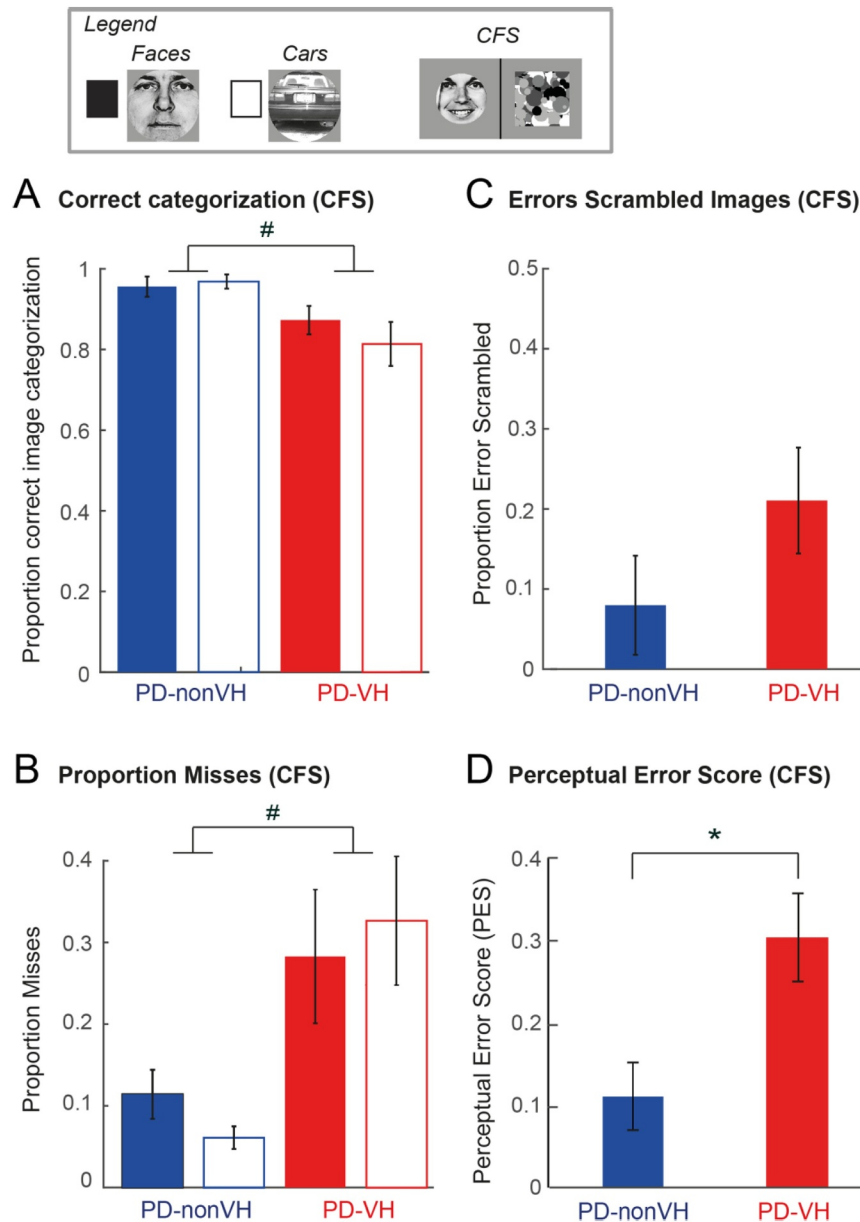 Legend
Faces
Cars
CFS
A Correct categorization (CFS)
#
Proportion correct image categorization
1
0.8
0.6
0.4
0.2
0
PD-nonVH PD-VH
C Errors Scrambled Images (CFS)
Proportion Error Scrambled
0.5
0.4
0.3
0.2
0.1
0
PD-nonVH PD-VH
B Proportion Misses (CFS)
#
Proportion Misses
0.4
0.3
0.2
0.1
0
PD-nonVH PD-VH
D Perceptual Error Score (CFS)
*
Perceptual Error Score (PES)
0.4
0.3
0.2
0.1
0
PD-nonVH PD-VH